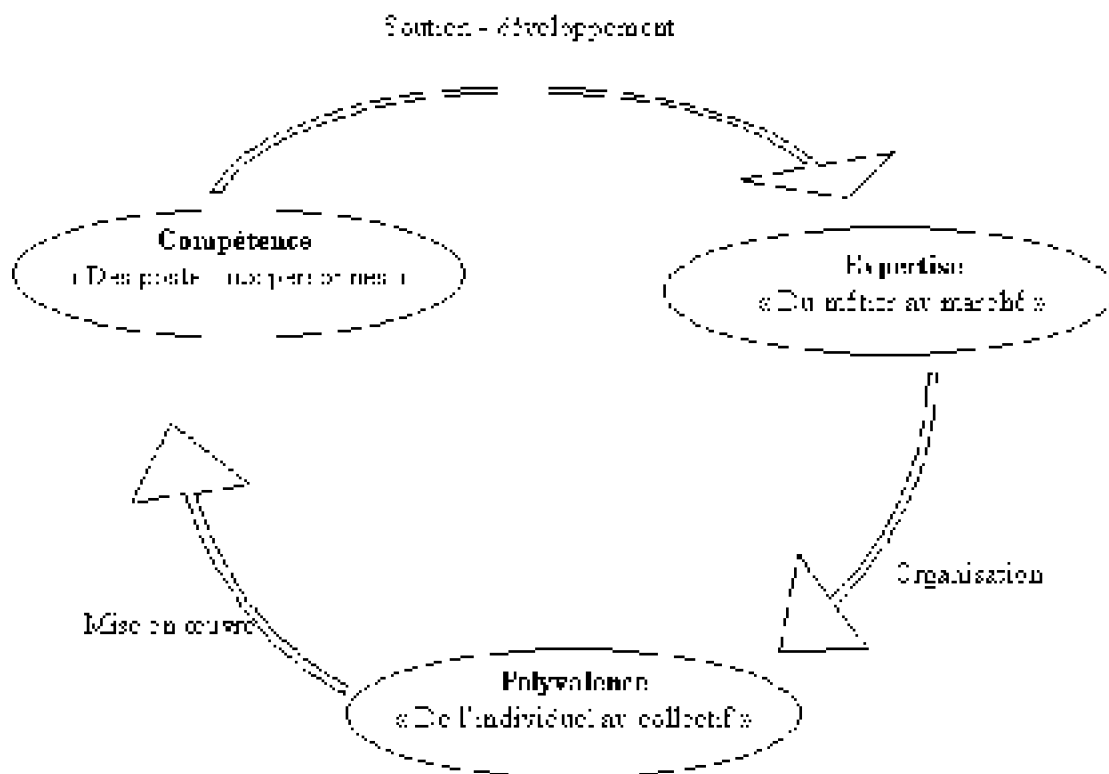 Soutien - développement
Compétence
« Des postes aux personnes »
Expertise
« Du métier au marché »
Organisation
Mise en œuvre
Polyvalence
« De l'individuel au collectif »